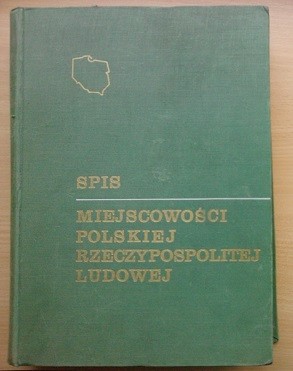 SPIS
MIEJSCOWOŚCI
POLSKIEJ
RZECZYPOSPOLITEJ
LUDOWEJ